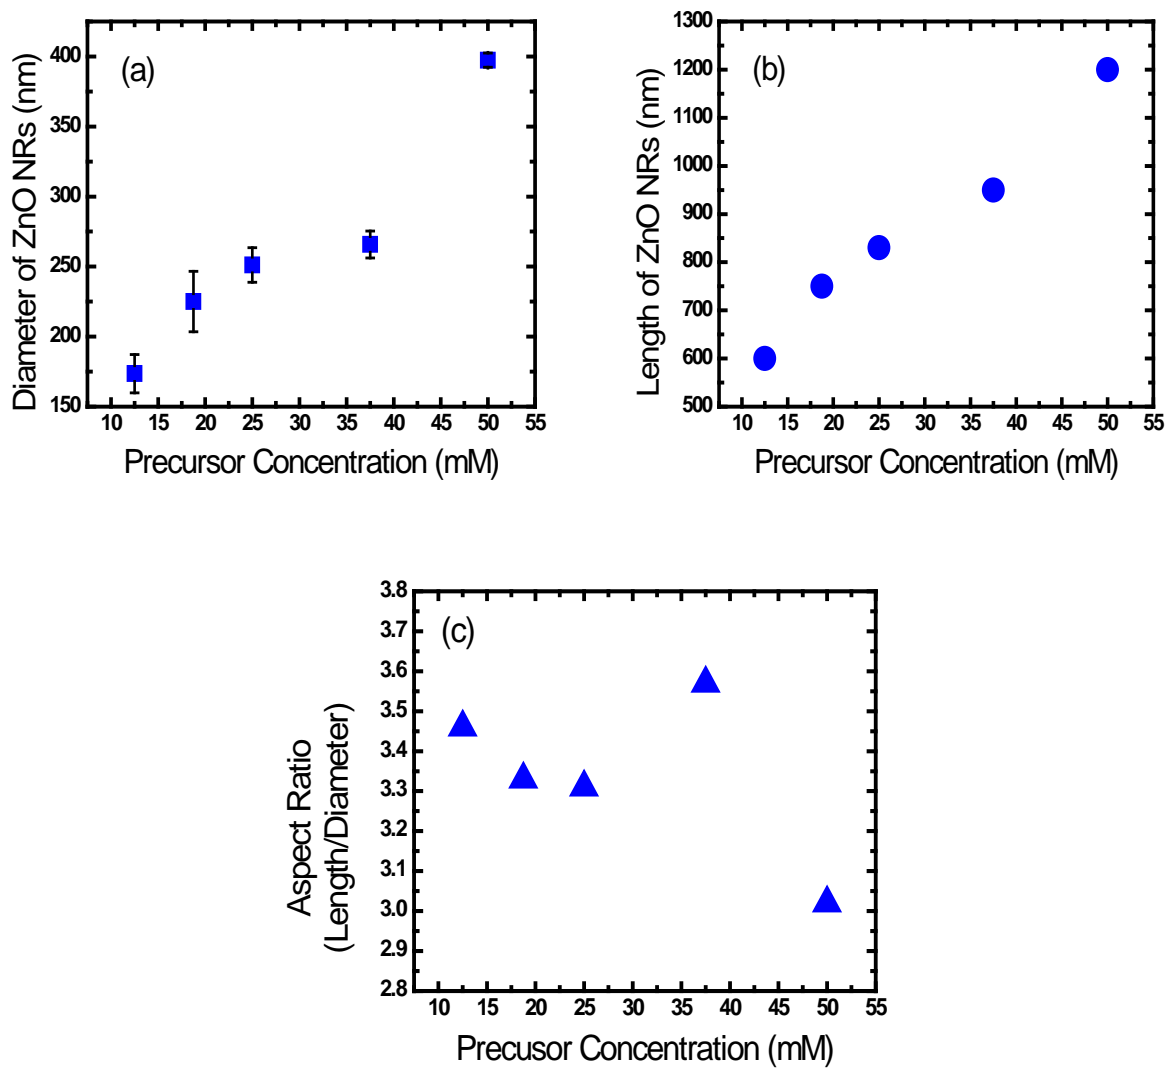 (a)
Diameter of ZnO NRs (nm)
400
350
300
250
200
150
10 15 20 25 30 35 40 45 50 55
Precursor Concentration (mM)
(b)
Length of ZnO NRs (nm)
1300
1200
1100
1000
900
800
700
600
500
10 15 20 25 30 35 40 45 50 55
Precursor Concentration (mM)
(c)
Aspect Ratio
(Length/Diameter)
3.8
3.7
3.6
3.5
3.4
3.3
3.2
3.1
3.0
2.9
2.8
10 15 20 25 30 35 40 45 50 55
Precusor Concentration (mM)